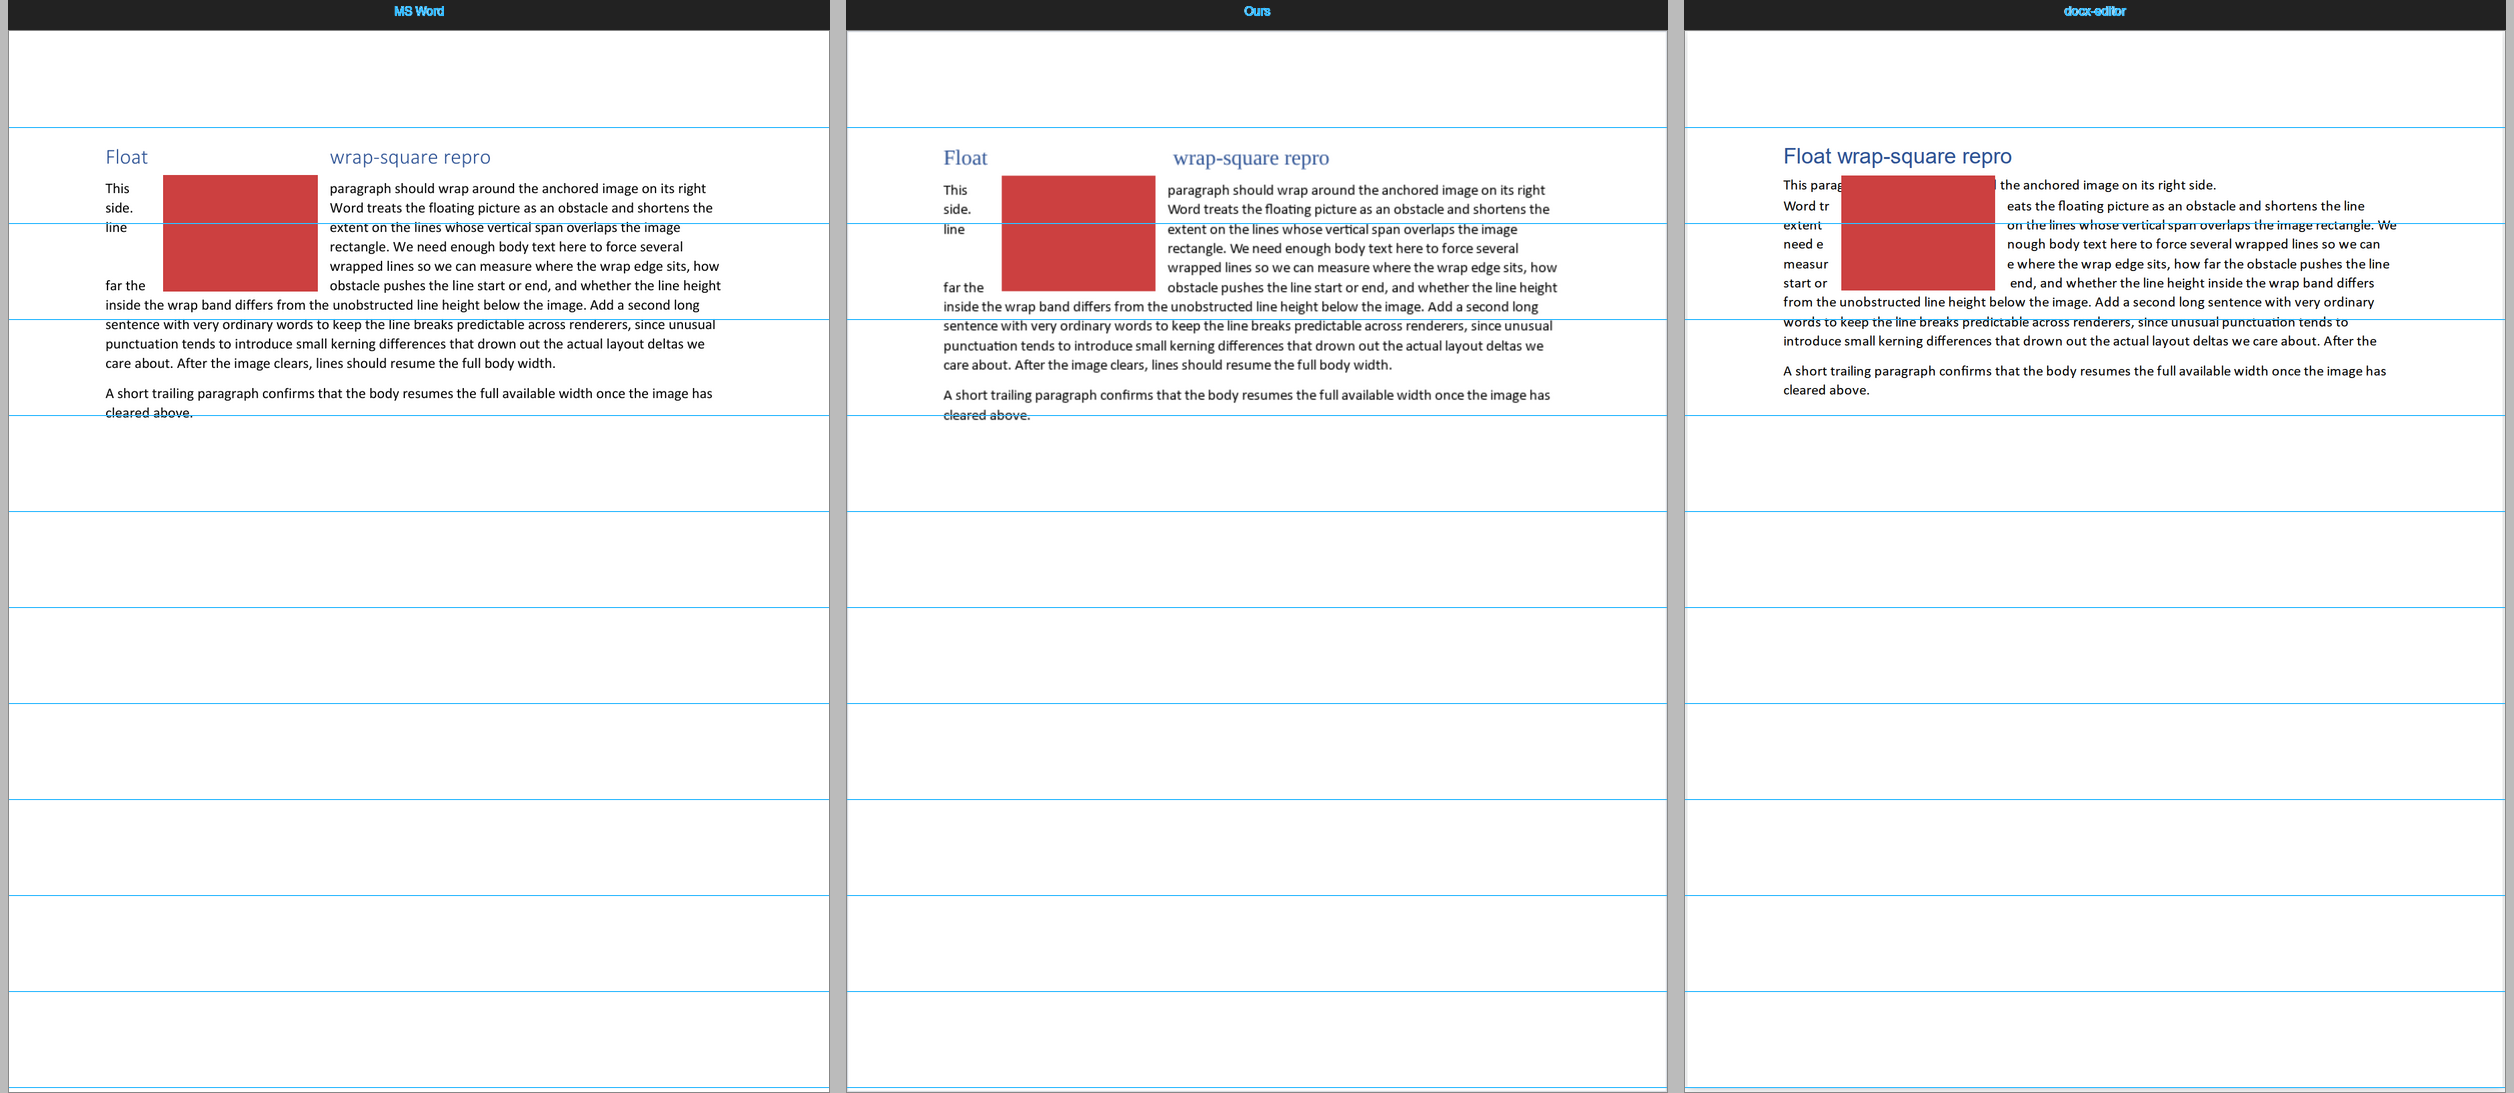 MS Word
Float wrap-square repro
This paragraph should wrap around the anchored image on its right
side. Word treats the floating picture as an obstacle and shortens the
line extent on the lines whose vertical span overlaps the image
rectangle. We need enough body text here to force several
wrapped lines so we can measure where the wrap edge sits, how
far the obstacle pushes the line start or end, and whether the line height
inside the wrap band differs from the unobstructed line height below the image. Add a second long
sentence with very ordinary words to keep the line breaks predictable across renderers, since unusual
punctuation tends to introduce small kerning differences that drown out the actual layout deltas we
care about. After the image clears, lines should resume the full body width.
A short trailing paragraph confirms that the body resumes the full available width once the image has
cleared above.
Ours
Float wrap-square repro
This paragraph should wrap around the anchored image on its right
side. Word treats the floating picture as an obstacle and shortens the
line extent on the lines whose vertical span overlaps the image
rectangle. We need enough body text here to force several
wrapped lines so we can measure where the wrap edge sits, how
far the obstacle pushes the line start or end, and whether the line height
inside the wrap band differs from the unobstructed line height below the image. Add a second long
sentence with very ordinary words to keep the line breaks predictable across renderers, since unusual
punctuation tends to introduce small kerning differences that drown out the actual layout deltas we
care about. After the image clears, lines should resume the full body width.
A short trailing paragraph confirms that the body resumes the full available width once the image has
cleared above.
docx-editor
Float wrap-square repro
This parag the anchored image on its right side.
Word tr eats the floating picture as an obstacle and shortens the line
extent on the lines whose vertical span overlaps the image rectangle. We
need e nough body text here to force several wrapped lines so we can
measur e where the wrap edge sits, how far the obstacle pushes the line
start or end, and whether the line height inside the wrap band differs
from the unobstructed line height below the image. Add a second long sentence with very ordinary
words to keep the line breaks predictable across renderers, since unusual punctuation tends to
introduce small kerning differences that drown out the actual layout deltas we care about. After the
A short trailing paragraph confirms that the body resumes the full available width once the image has
cleared above.